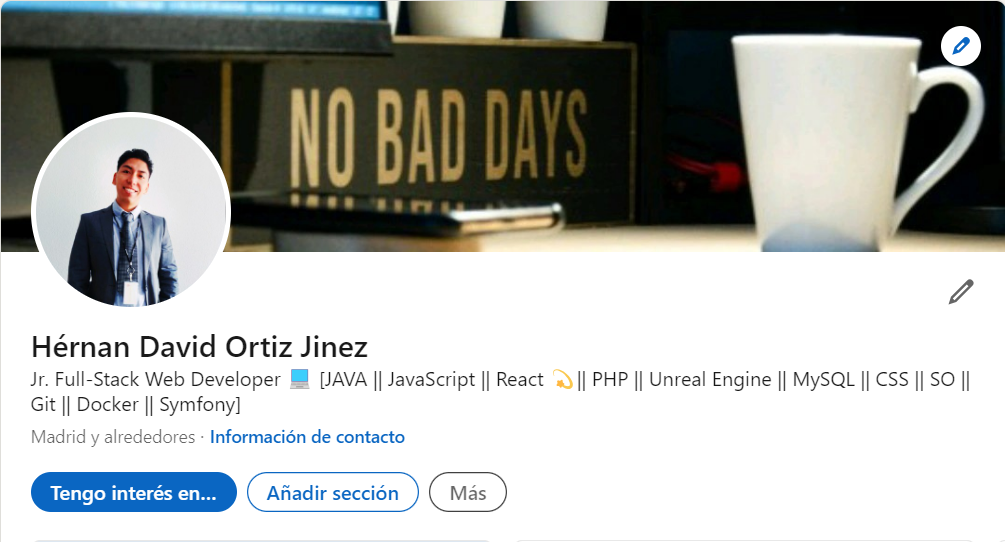 NO BAD DAYS
Hérnan David Ortiz Jinez
Jr. Full-Stack Web Developer 💻 [JAVA || JavaScript || React 💫|| PHP || Unreal Engine || MySQL || CSS || SO ||
Git || Docker || Symfony]
Madrid y alrededores · Información de contacto
Tengo interés en...
Añadir sección
Más